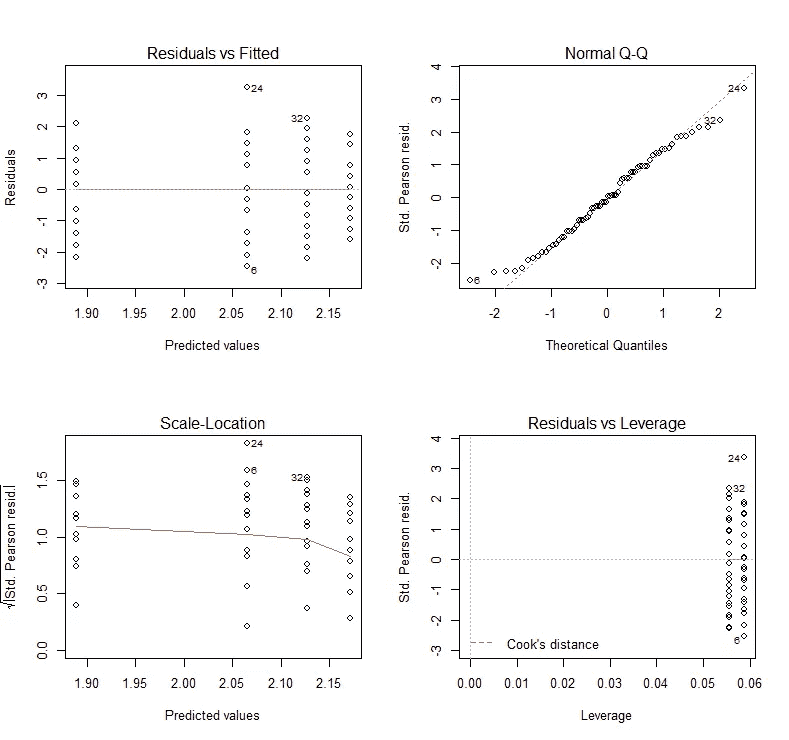 Residuals vs Fitted
Residuals
3
2
1
0
-1
-2
-3
24
32
6
1.90 1.95 2.00 2.05 2.10 2.15
Predicted values
Normal Q-Q
Std. Pearson resid.
4
3
2
1
0
-1
-2
24
32
6
-2 -1 0 1 2
Theoretical Quantiles
Scale-Location
√|Std. Pearson resid.|
1.5
1.0
0.5
0.0
24
6
32
1.90 1.95 2.00 2.05 2.10 2.15
Predicted values
Residuals vs Leverage
Std. Pearson resid.
4
3
2
1
0
-1
-2
-3
24
32
6
Cook's distance
0.00 0.01 0.02 0.03 0.04 0.05 0.06
Leverage